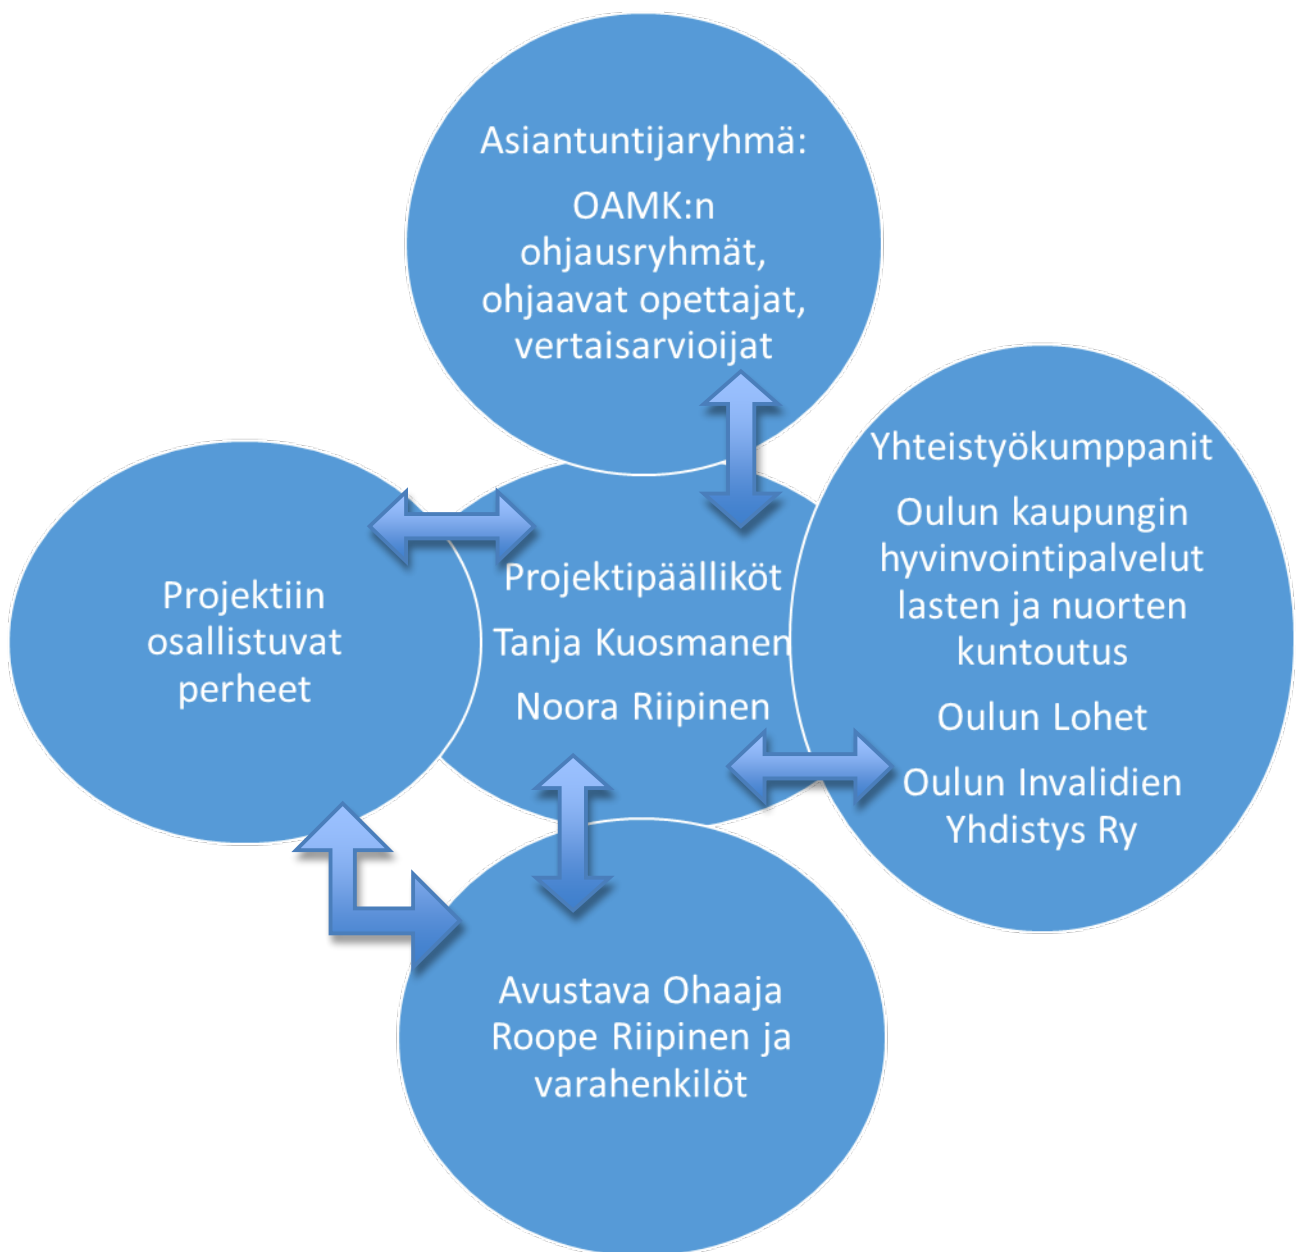 Asiantuntijaryhmä:
OAMK:n
ohjausryhmät,
ohjaavat opettajat,
vertaisarvioijat
Projektiin
osallistuvat
perheet
Projektipäälliköt
Tanja Kuosmanen
Noora Riipinen
Yhteistyökumppanit
Oulun kaupungin
hyvinvointipalvelut
lasten ja nuorten
kuntoutus
Oulun Lohet
Oulun Invalidien
Yhdistys Ry
Avustava Ohaaja
Roope Riipinen ja
varahenkilöt